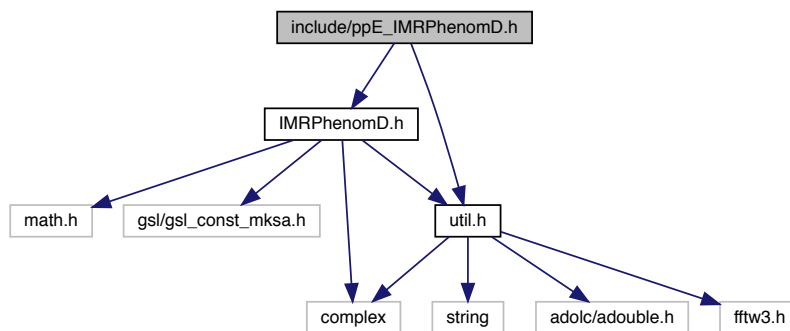 include/ppE_IMRPhenomD.h
IMRPhenomD.h
math.h
gsl/gsl_const_mksa.h
util.h
complex
string
adolc/adouble.h
fftw3.h